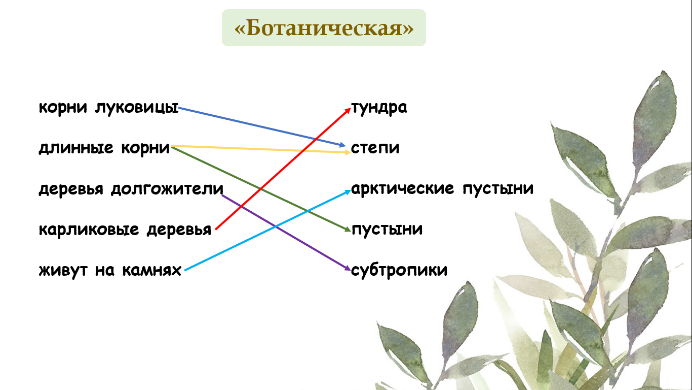 «Ботаническая»
корни луковицы
тундра
длинные корни
степи
деревья долгожители
арктические пустыни
карликовые деревья
пустыни
живут на камнях
субтропики